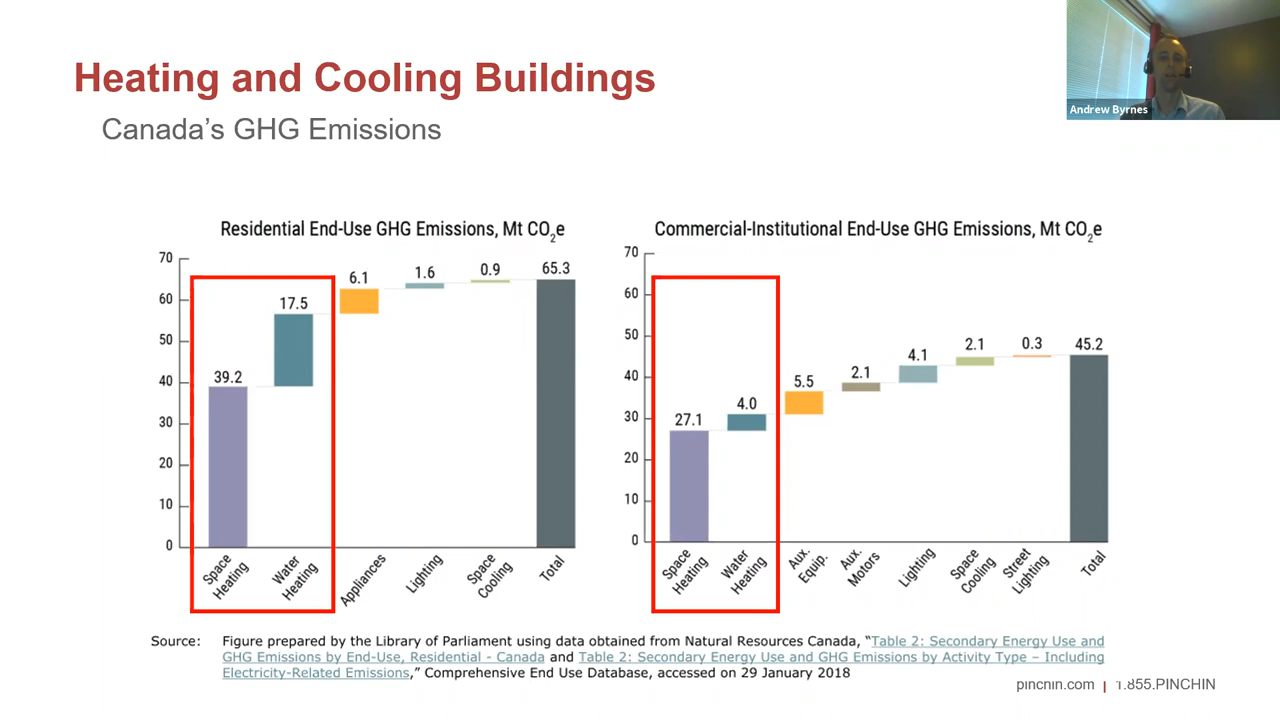 Heating and Cooling Buildings
Canada's GHG Emissions
Andrew Byrnes
Residential End-Use GHG Emissions, Mt CO2e
70
60
50
40
30
20
10
0
39.2
17.5
6.1
1.6
0.9
65.3
Space
Heating
Water
Heating
Appliances
Lighting
Space
Cooling
Total
Commercial-Institutional End-Use GHG Emissions, Mt CO2e
70
60
50
40
30
20
10
0
27.1
4.0
5.5
2.1
4.1
2.1
0.3
45.2
Space
Heating
Water
Heating
Aux.
Equip.
Aux.
Motors
Lighting
Space
Cooling
Street
Lighting
Total
Source: Figure prepared by the Library of Parliament using data obtained from Natural Resources Canada, "Table 2: Secondary Energy Use and
GHG Emissions by End-Use, Residential - Canada and Table 2: Secondary Energy Use and GHG Emissions by Activity Type – Including
Electricity-Related Emissions," Comprehensive End Use Database, accessed on 29 January 2018
pinchin.com | 1.855.PINCHIN